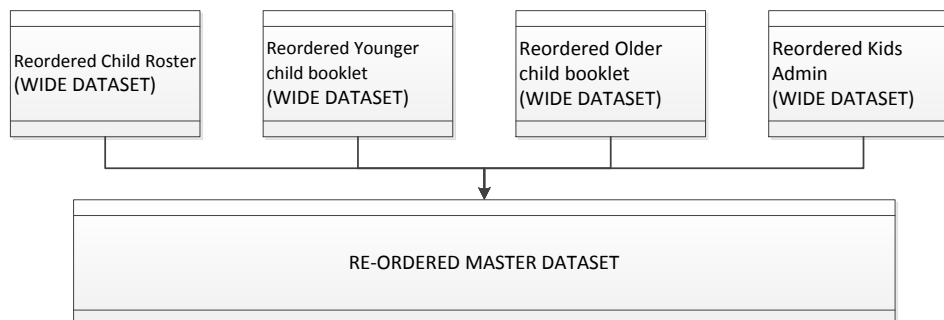 Reordered Child Roster
(WIDE DATASET)
Reordered Younger
child booklet
(WIDE DATASET)
Reordered Older
child booklet
(WIDE DATASET)
Reordered Kids
Admin
(WIDE DATASET)
RE-ORDERED MASTER DATASET